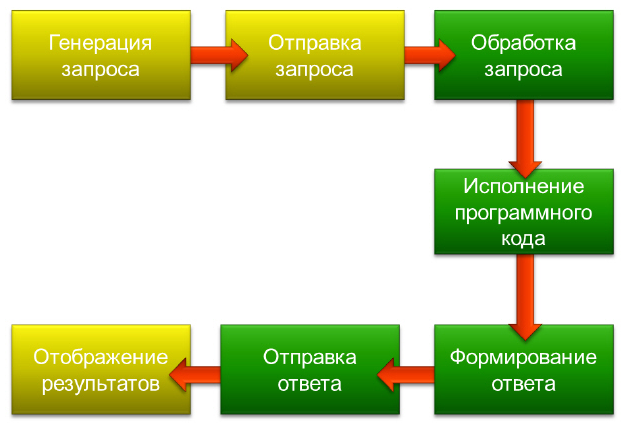 Генерация
запроса
Отправка
запроса
Обработка
запроса
Исполнение
программного
кода
Формирование
ответа
Отправка
ответа
Отображение
результатов